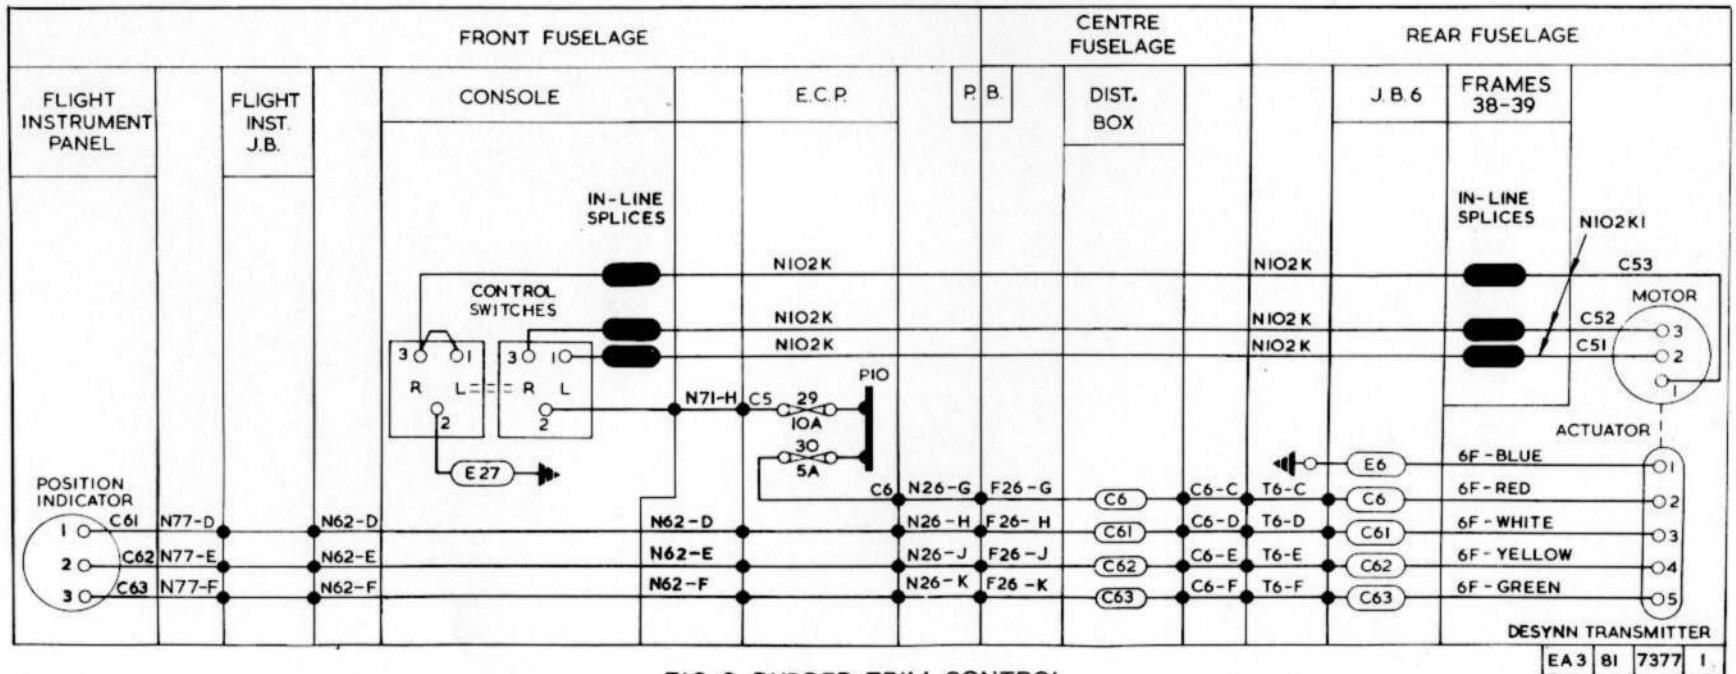 FRONT FUSELAGE
CENTRE
FUSELAGE
REAR FUSELAGE
FLIGHT
INSTRUMENT
PANEL
FLIGHT
INST.
J.B.
CONSOLE
E.C.P.
P. B.
DIST.
BOX
J.B.6
FRAMES
38-39
IN-LINE
SPLICES
IN-LINE
SPLICES
N102K1
N102K
N102K
C53
CONTROL
SWITCHES
MOTOR
N102K
N102K
C52
3
N102K
N102K
C51
2
1
3
1
3
1
R
L
R
L
2
2
P10
N71-H
C5
29
10A
30
5A
ACTUATOR
E27
E6
6F-BLUE
1
POSITION
INDICATOR
C6
N26-G
F26-G
C6
C6-C
T6-C
C6
6F-RED
2
1
C61
N77-D
N62-D
N62-D
N26-H
F26-H
C61
C6-D
T6-D
C61
6F-WHITE
3
2
C62
N77-E
N62-E
N62-E
N26-J
F26-J
C62
C6-E
T6-E
C62
6F-YELLOW
4
3
C63
N77-F
N62-F
N62-F
N26-K
F26-K
C63
C6-F
T6-F
C63
6F-GREEN
5
DESYNN TRANSMITTER
EA3 81 7377 1